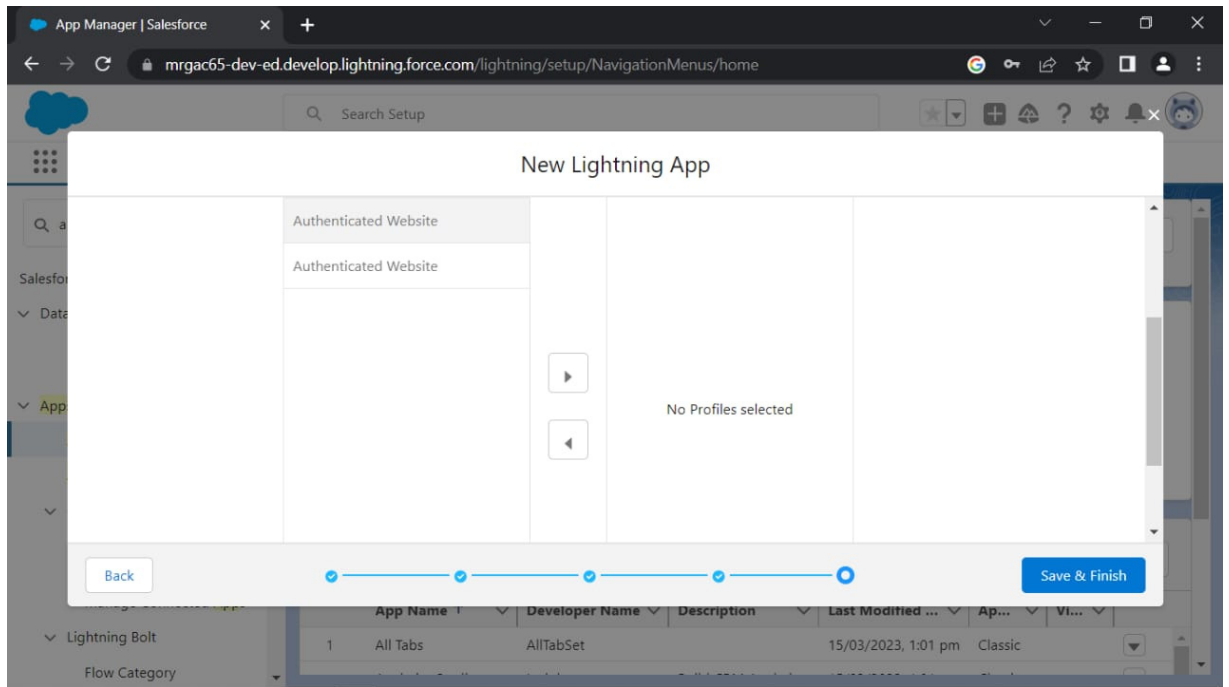 App Manager | Salesforce
mrgac65-dev-ed.develop.lightning.force.com/lightning/setup/NavigationMenus/home
Search Setup
New Lightning App
a
Authenticated Website
Authenticated Website
Salesfor
Data
App
No Profiles selected
Back
Save & Finish
App Name
Developer Name
Description
Last Modified ...
Ap...
Vi...
Lightning Bolt
1 All Tabs AllTabSet 15/03/2023, 1:01 pm Classic
Flow Category